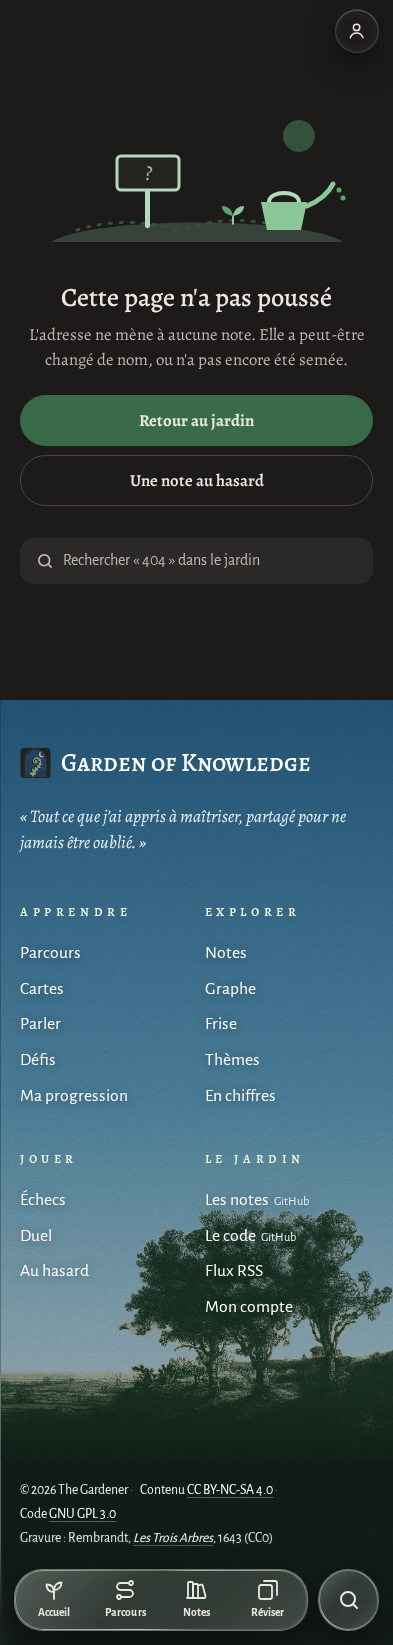 ?
Cette page n'a pas poussé
L'adresse ne mène à aucune note. Elle a peut-être
changé de nom, ou n'a pas encore été semée.
Retour au jardin
Une note au hasard
Rechercher « 404 » dans le jardin
Garden of Knowledge
« Tout ce que j'ai appris à maîtriser, partagé pour ne
jamais être oublié. »
APPRENDRE
Parcours
Cartes
Parler
Défis
Ma progression
EXPLORER
Notes
Graphe
Frise
Thèmes
En chiffres
JOUER
Échecs
Duel
Au hasard
LE JARDIN
Les notes GitHub
Le code GitHub
Flux RSS
Mon compte
© 2026 The Gardener · Contenu CC BY-NC-SA 4.0 ·
Code GNU GPL 3.0
Gravure : Rembrandt, Les Trois Arbres, 1643 (CC0)
Accueil
Parcours
Notes
Réviser